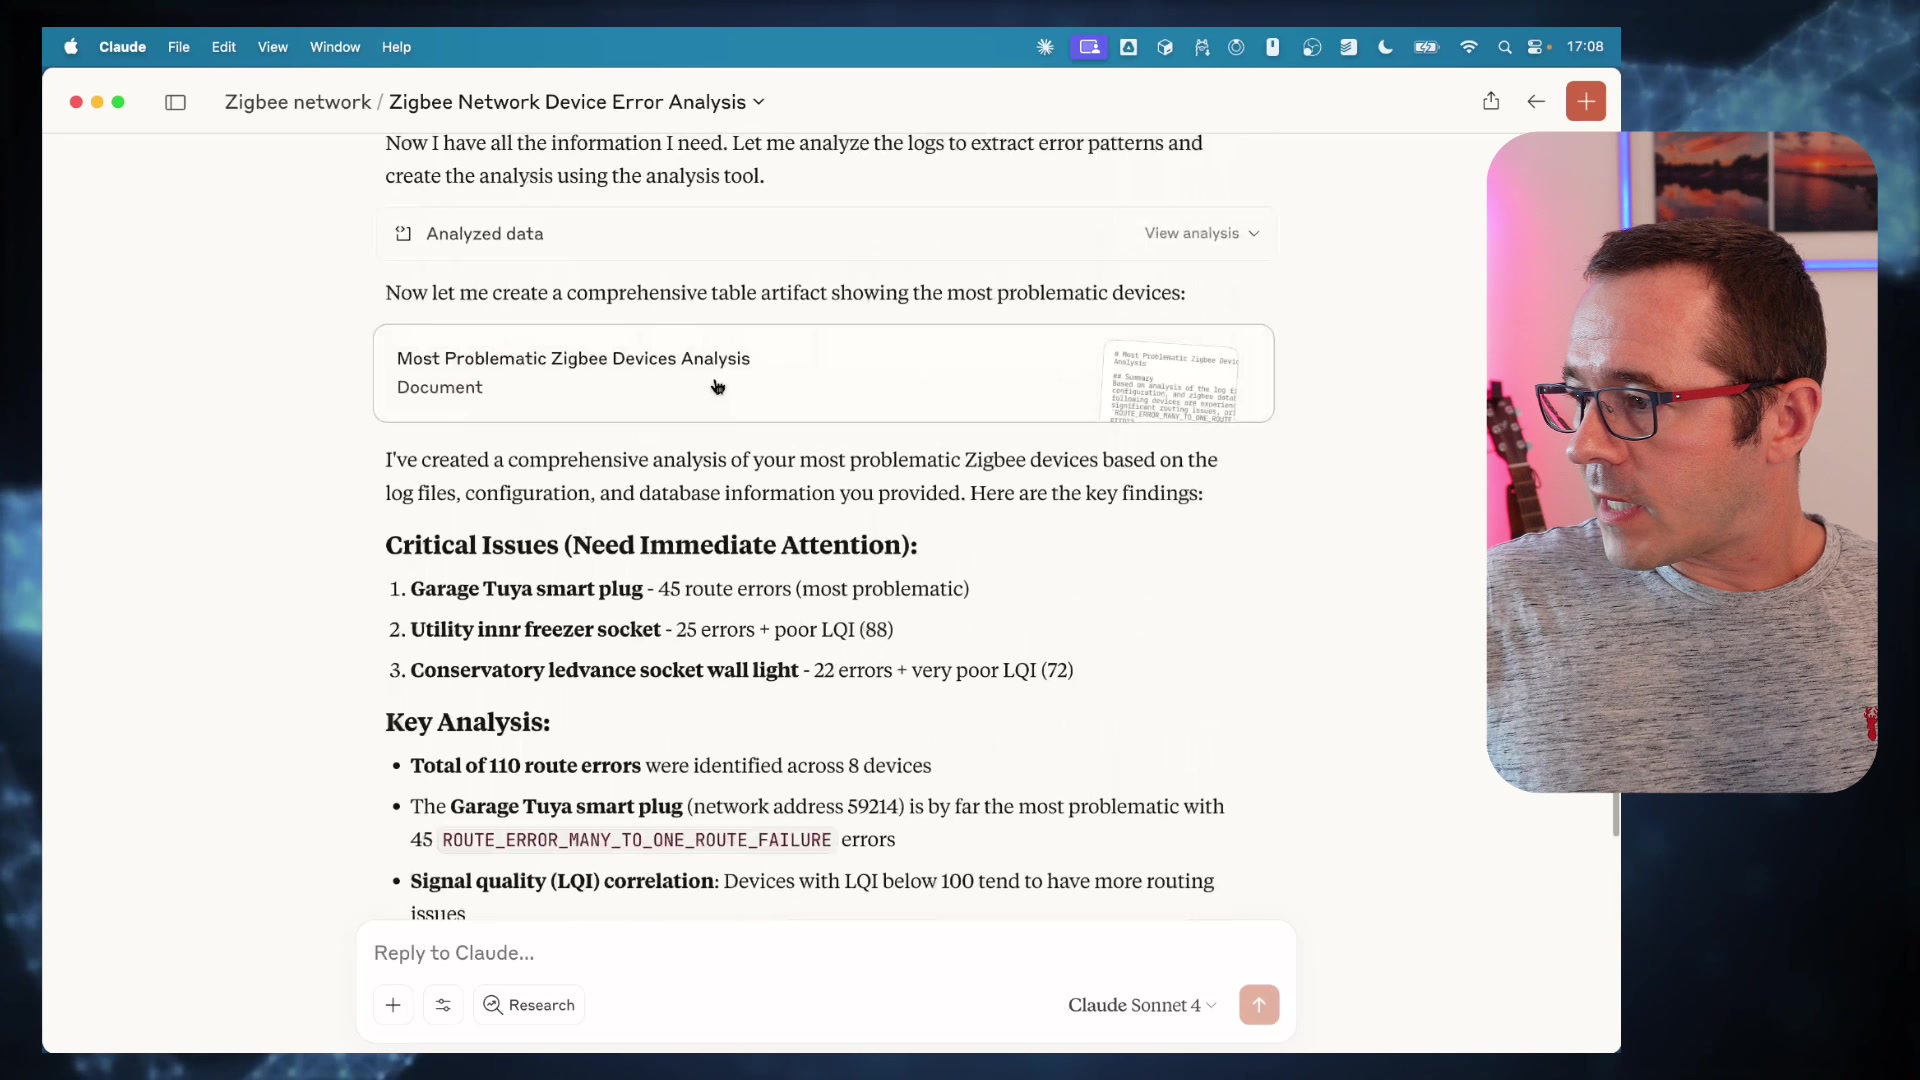 Claude File Edit View Window Help 17:08
Zigbee network / Zigbee Network Device Error Analysis
Now I have all the information I need. Let me analyze the logs to extract error patterns and
create the analysis using the analysis tool.
Analyzed data View analysis
Now let me create a comprehensive table artifact showing the most problematic devices:
Most Problematic Zigbee Devices Analysis
Document
# Most Problematic Zigbee Devic
Analysis
## Summary
Based on analysis of the log fi
configuration, and zigbee datab
following devices are experien
significant routing issues, pri
ROUTE_ERROR_MANY_TO_ONE_ROUTE_
errors
I've created a comprehensive analysis of your most problematic Zigbee devices based on the
log files, configuration, and database information you provided. Here are the key findings:
Critical Issues (Need Immediate Attention):
1. Garage Tuya smart plug - 45 route errors (most problematic)
2. Utility innr freezer socket - 25 errors + poor LQI (88)
3. Conservatory ledvance socket wall light - 22 errors + very poor LQI (72)
Key Analysis:
• Total of 110 route errors were identified across 8 devices
• The Garage Tuya smart plug (network address 59214) is by far the most problematic with
45 ROUTE_ERROR_MANY_TO_ONE_ROUTE_FAILURE errors
• Signal quality (LQI) correlation: Devices with LQI below 100 tend to have more routing
issues
Reply to Claude...
Research Claude Sonnet 4